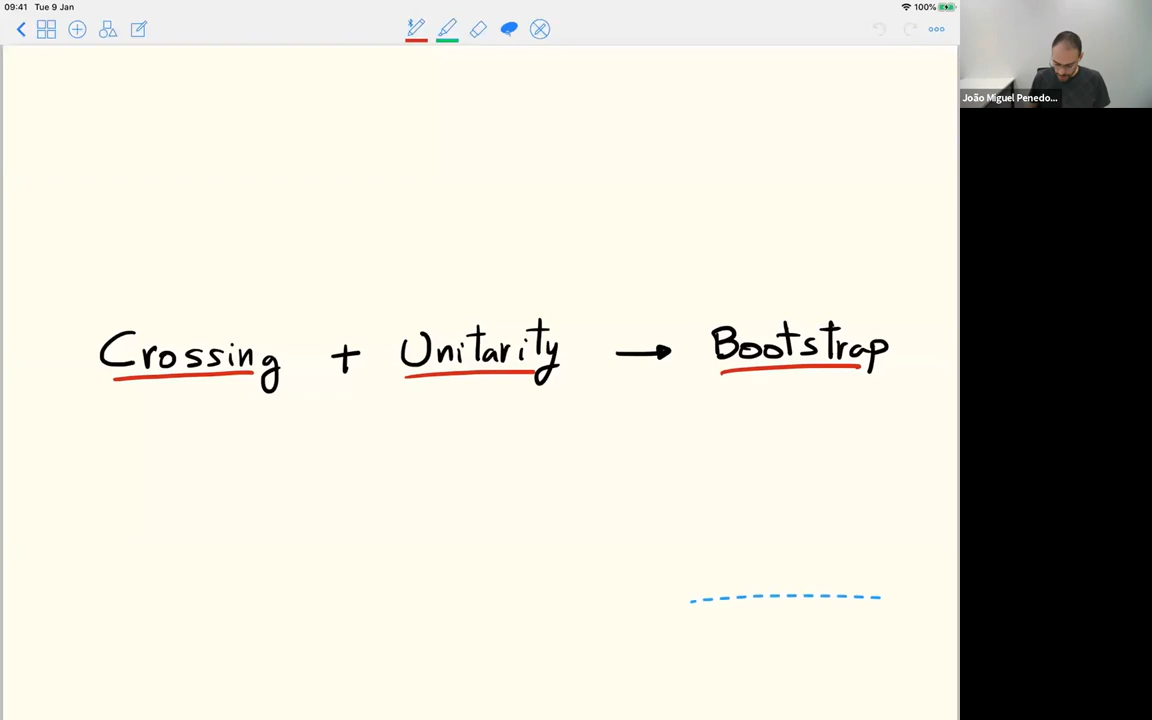 09:41 Tue 9 Jan
100%
João Miguel Penedo...
Crossing + Unitarity → Bootstrap